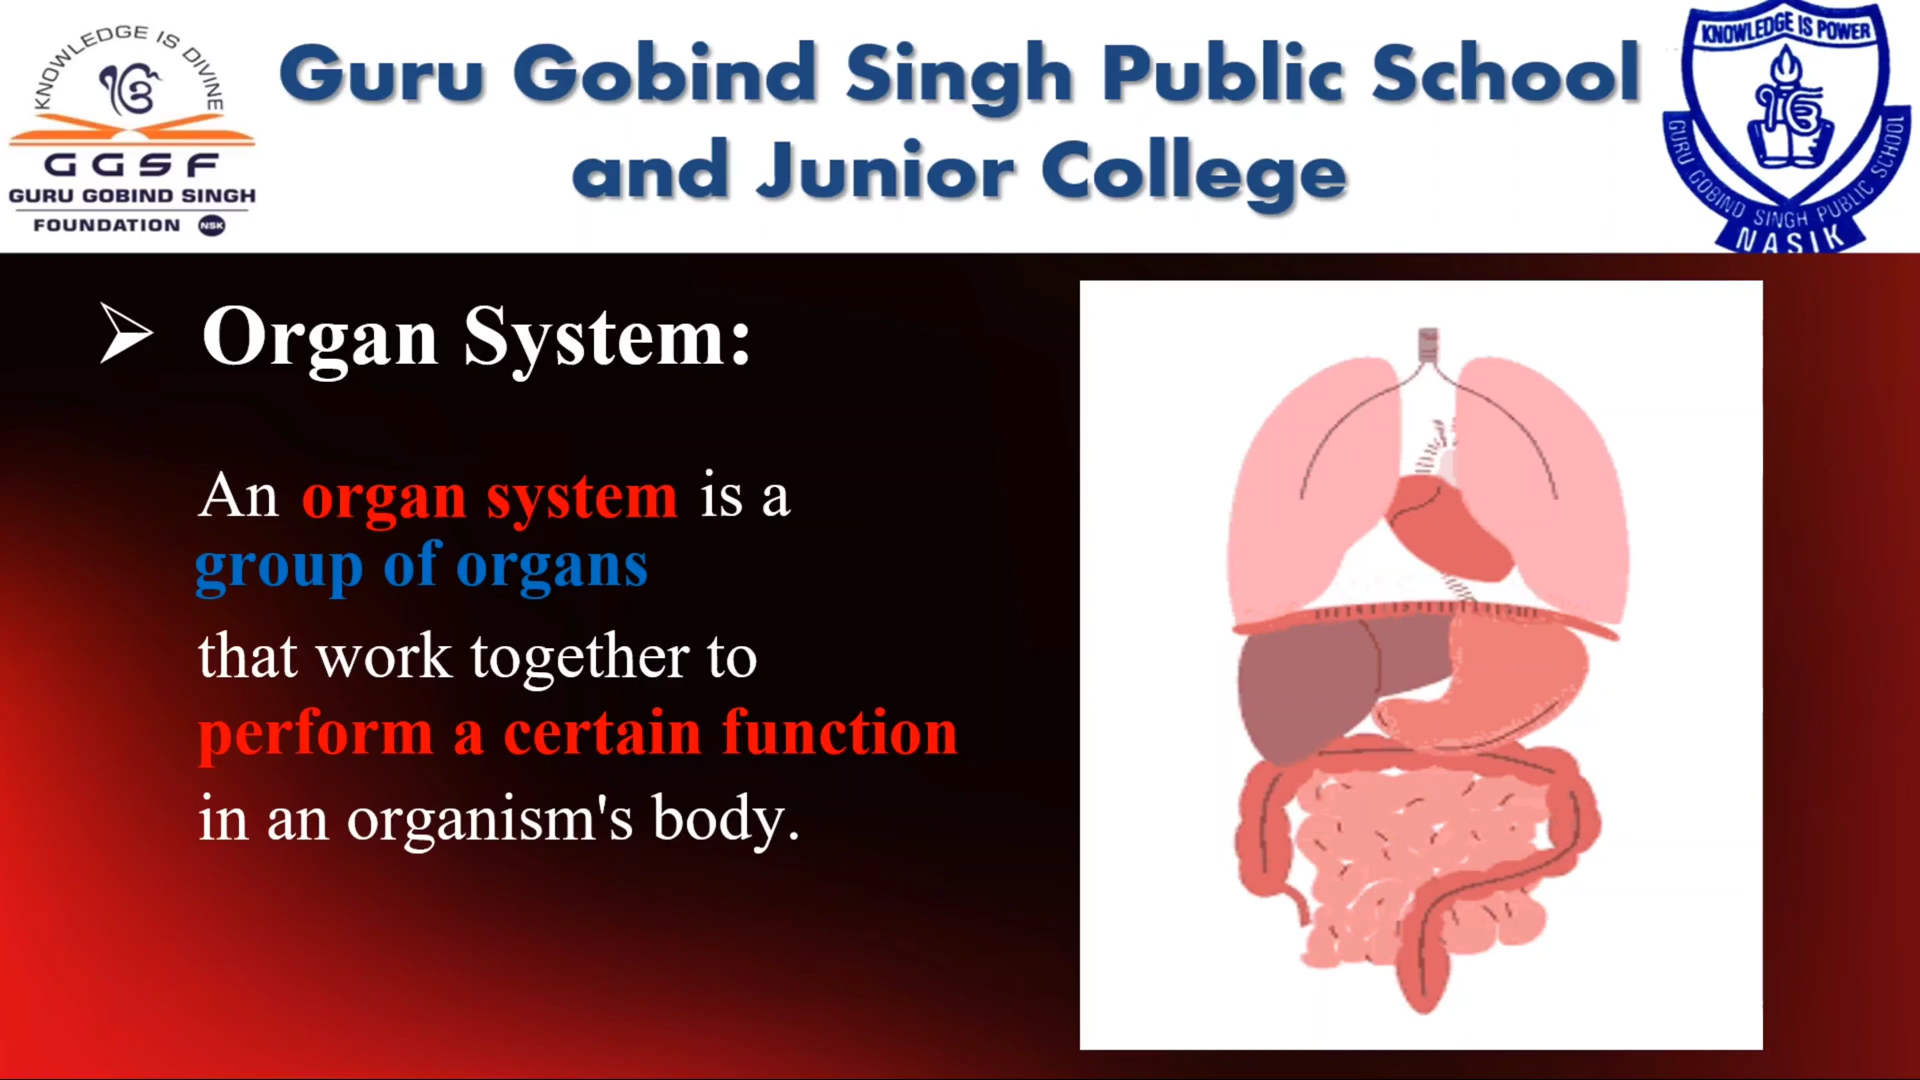 KNOWLEDGE IS DIVINE
GGSF
GURU GOBIND SINGH
FOUNDATION NSK
Guru Gobind Singh Public School
and Junior College
KNOWLEDGE IS POWER
ੴ
GURU GOBIND SINGH PUBLIC SCHOOL
NASIK
➢ Organ System:
An organ system is a
group of organs
that work together to
perform a certain function
in an organism's body.